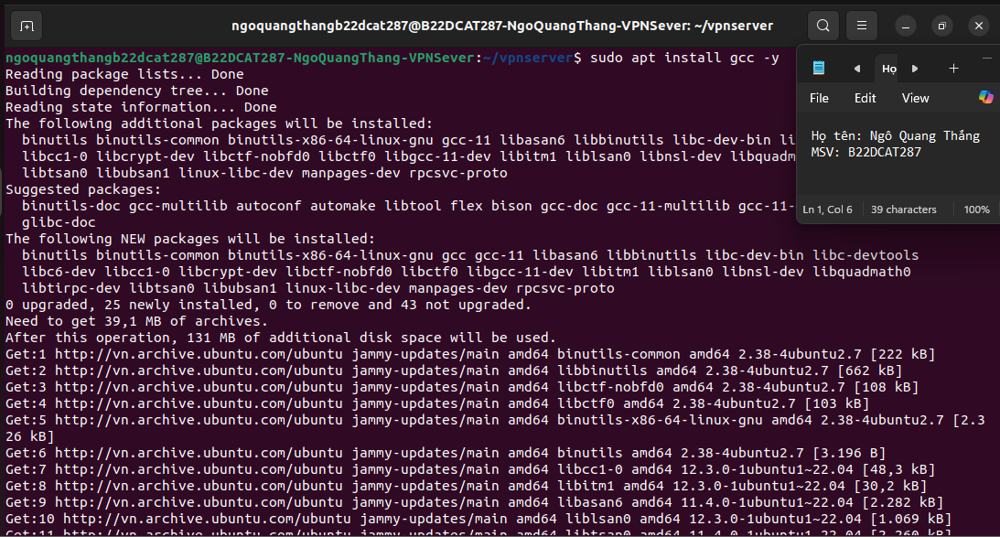 ngoquangthangb22dcat287@B22DCAT287-NgoQuangThang-VPNSever: ~/vpnserver
ngoquangthangb22dcat287@B22DCAT287-NgoQuangThang-VPNSever:~/vpnserver$ sudo apt install gcc -y
Reading package lists... Done
Building dependency tree... Done
Reading state information... Done
The following additional packages will be installed:
binutils binutils-common binutils-x86-64-linux-gnu gcc-11 libasan6 libbinutils libc-dev-bin
libcc1-0 libcrypt-dev libctf-nobfd0 libctf0 libgcc-11-dev libitm1 liblsan0 libnsl-dev
libtsan0 libubsan1 linux-libc-dev manpages-dev rpcsvc-proto
Suggested packages:
binutils-doc gcc-multilib autoconf automake libtool flex bison gcc-doc gcc-11-multilib gcc-11-
glibc-doc
The following NEW packages will be installed:
binutils binutils-common binutils-x86-64-linux-gnu gcc gcc-11 libasan6 libbinutils libc-dev-bin libc-devtools
libc6-dev libcc1-0 libcrypt-dev libctf-nobfd0 libctf0 libgcc-11-dev libitm1 liblsan0 libnsl-dev libquadmath0
libtirpc-dev libtsan0 libubsan1 linux-libc-dev manpages-dev rpcsvc-proto
0 upgraded, 25 newly installed, 0 to remove and 43 not upgraded.
Need to get 39,1 MB of archives.
After this operation, 131 MB of additional disk space will be used.
Get:1 http://vn.archive.ubuntu.com/ubuntu jammy-updates/main amd64 binutils-common amd64 2.38-4ubuntu2.7 [222 kB]
Get:2 http://vn.archive.ubuntu.com/ubuntu jammy-updates/main amd64 libbinutils amd64 2.38-4ubuntu2.7 [662 kB]
Get:3 http://vn.archive.ubuntu.com/ubuntu jammy-updates/main amd64 libctf-nobfd0 amd64 2.38-4ubuntu2.7 [108 kB]
Get:4 http://vn.archive.ubuntu.com/ubuntu jammy-updates/main amd64 libctf0 amd64 2.38-4ubuntu2.7 [103 kB]
Get:5 http://vn.archive.ubuntu.com/ubuntu jammy-updates/main amd64 binutils-x86-64-linux-gnu amd64 2.38-4ubuntu2.7 [2.3
26 kB]
Get:6 http://vn.archive.ubuntu.com/ubuntu jammy-updates/main amd64 binutils amd64 2.38-4ubuntu2.7 [3.196 B]
Get:7 http://vn.archive.ubuntu.com/ubuntu jammy-updates/main amd64 libcc1-0 amd64 12.3.0-1ubuntu1~22.04 [48,3 kB]
Get:8 http://vn.archive.ubuntu.com/ubuntu jammy-updates/main amd64 libitm1 amd64 12.3.0-1ubuntu1~22.04 [30,2 kB]
Get:9 http://vn.archive.ubuntu.com/ubuntu jammy-updates/main amd64 libasan6 amd64 11.4.0-1ubuntu1~22.04 [2.282 kB]
Get:10 http://vn.archive.ubuntu.com/ubuntu jammy-updates/main amd64 liblsan0 amd64 12.3.0-1ubuntu1~22.04 [1.069 kB]
Get:11 http://vn.archive.ubuntu.com/ubuntu jammy-updates/main amd64 libtsan0 amd64 11.4.0-1ubuntu1~22.04 [2.260 kB]
Họ
File Edit View
Họ tên: Ngô Quang Thắng
MSV: B22DCAT287
Ln 1, Col 6 39 characters 100%